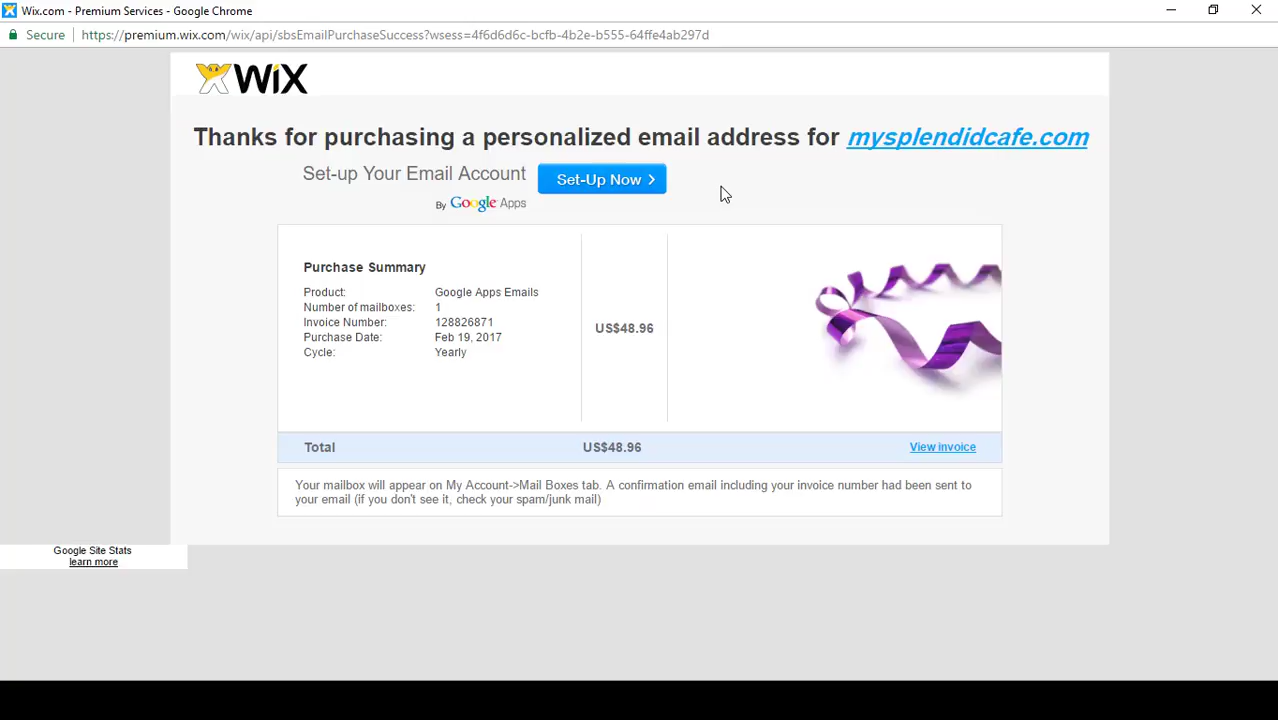 Wix.com - Premium Services - Google Chrome
Secure | https://premium.wix.com/wix/api/sbsEmailPurchaseSuccess?wsess=4f6d6d6c-bcfb-4b2e-b555-64ffe4ab297d
WiX
Thanks for purchasing a personalized email address for mysplendidcafe.com
Set-up Your Email Account Set-Up Now >
By Google Apps
Purchase Summary
Product: Google Apps Emails
Number of mailboxes: 1
Invoice Number: 128826871
Purchase Date: Feb 19, 2017
Cycle: Yearly
US$48.96
Total US$48.96 View invoice
Your mailbox will appear on My Account->Mail Boxes tab. A confirmation email including your invoice number had been sent to
your email (if you don't see it, check your spam/junk mail)
Google Site Stats
learn more